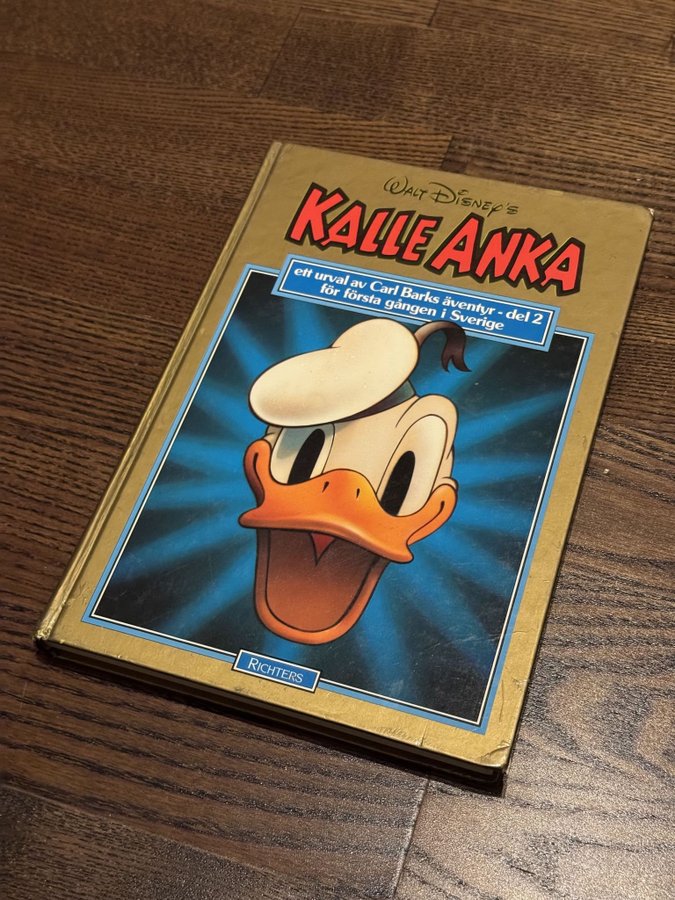 Walt Disney's
KALLE ANKA
ett urval av Carl Barks äventyr - del 2
för första gången i Sverige
RICHTERS